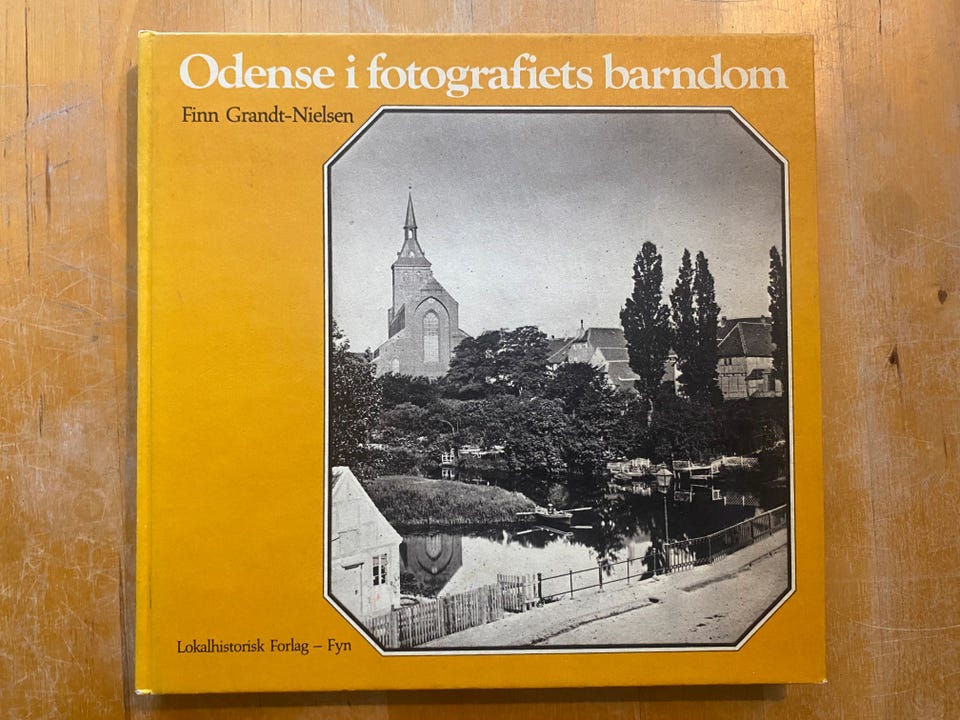 Odense i fotografiets barndom
Finn Grandt-Nielsen
Lokalhistorisk Forlag – Fyn